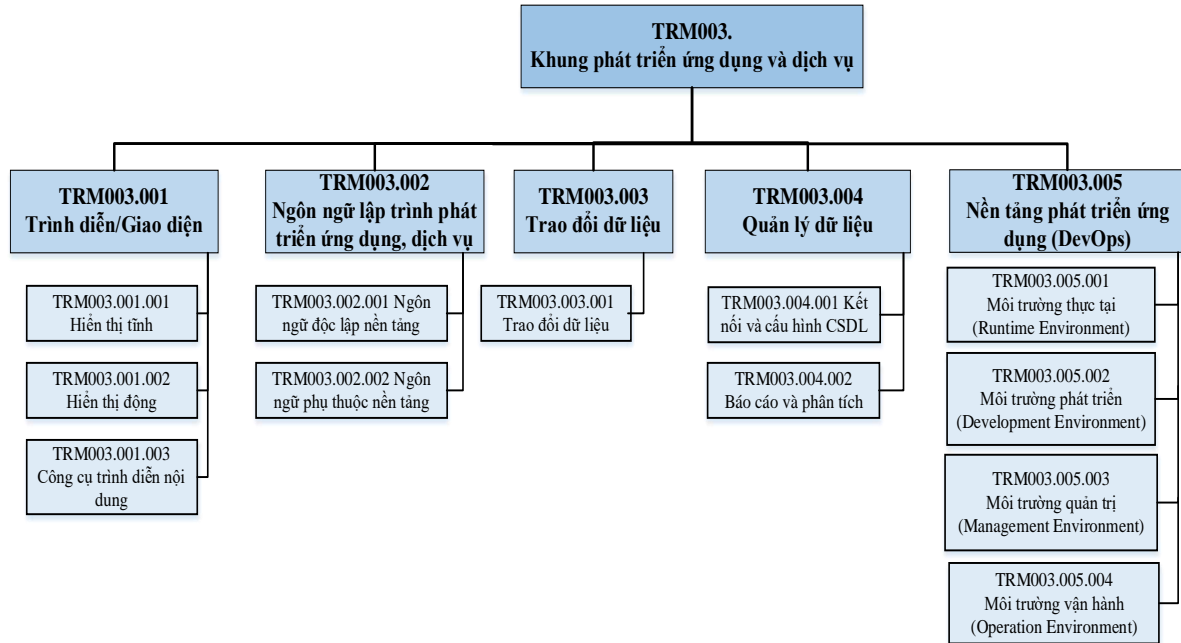 TRM003.
Khung phát triển ứng dụng và dịch vụ
TRM003.001
Trình diễn/Giao diện
TRM003.001.001
Hiển thị tĩnh
TRM003.001.002
Hiển thị động
TRM003.001.003
Công cụ trình diễn nội
dung
TRM003.002
Ngôn ngữ lập trình phát
triển ứng dụng, dịch vụ
TRM003.002.001 Ngôn
ngữ độc lập nền tảng
TRM003.002.002 Ngôn
ngữ phụ thuộc nền tảng
TRM003.003
Trao đổi dữ liệu
TRM003.003.001
Trao đổi dữ liệu
TRM003.004
Quản lý dữ liệu
TRM003.004.001 Kết
nối và cấu hình CSDL
TRM003.004.002
Báo cáo và phân tích
TRM003.005
Nền tảng phát triển ứng
dụng (DevOps)
TRM003.005.001
Môi trường thực tại
(Runtime Environment)
TRM003.005.002
Môi trường phát triển
(Development Environment)
TRM003.005.003
Môi trường quản trị
(Management Environment)
TRM003.005.004
Môi trường vận hành
(Operation Environment)